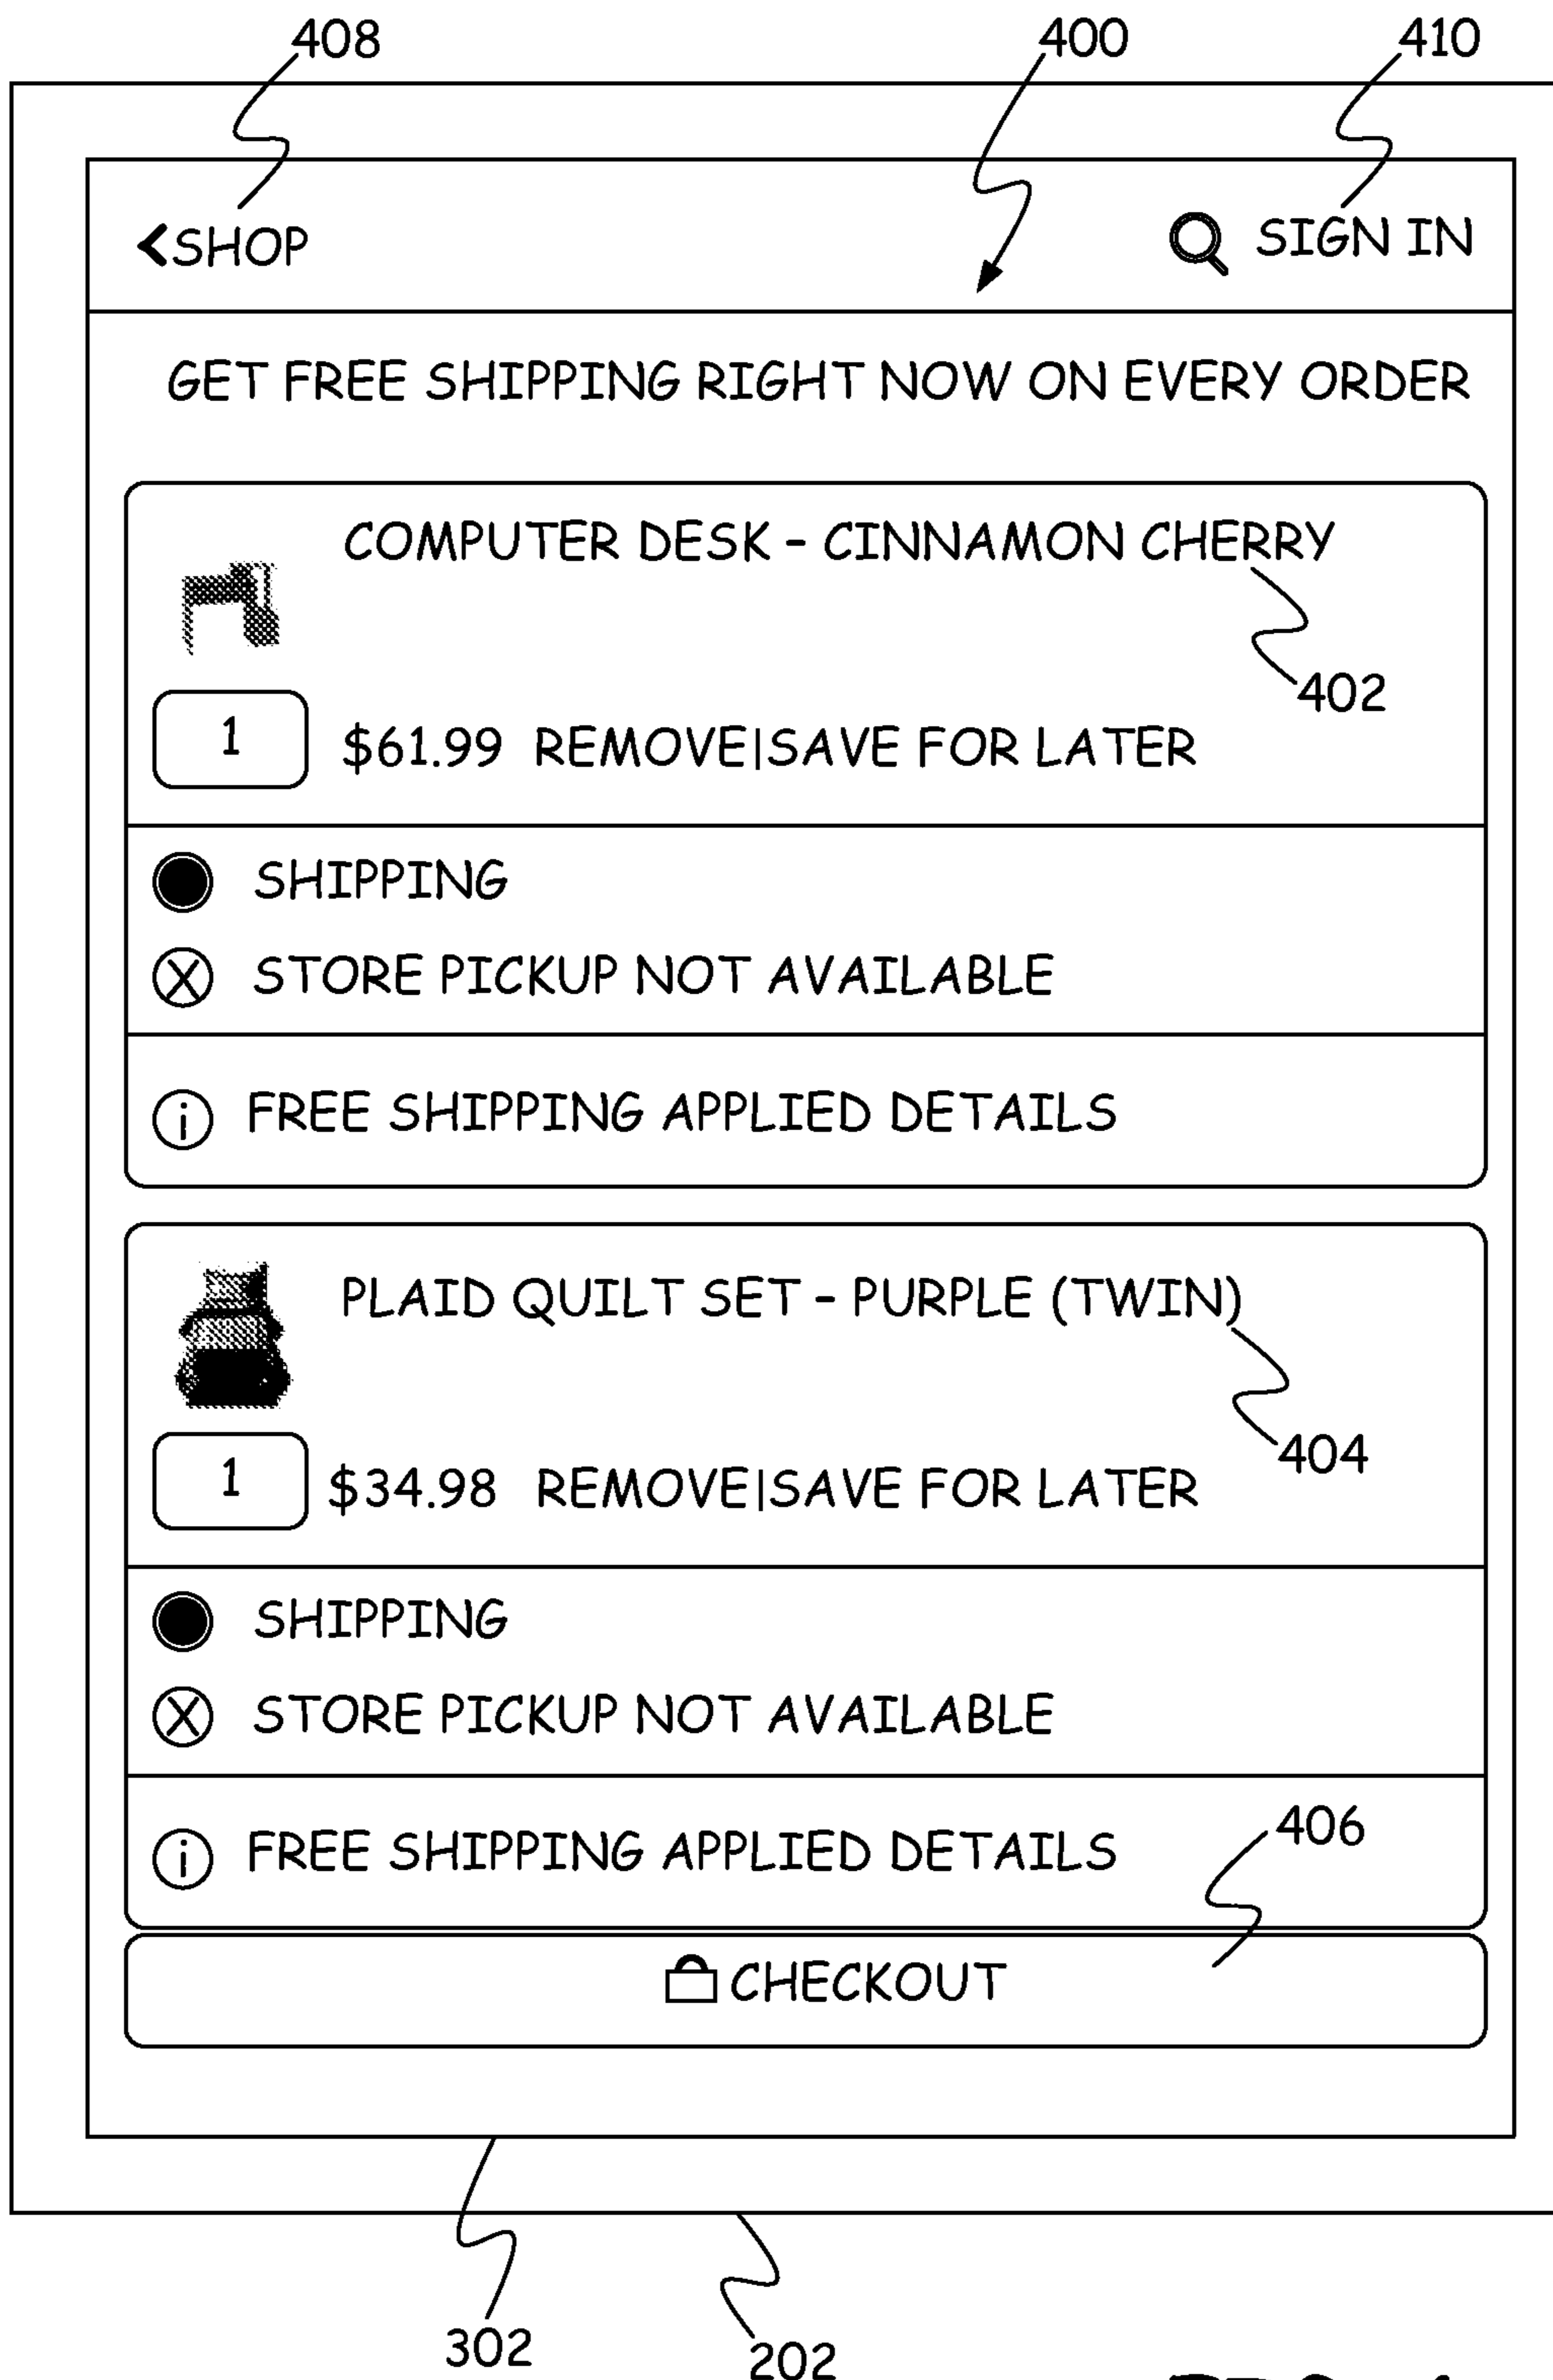 408 400 410
<SHOP SIGN IN
GET FREE SHIPPING RIGHT NOW ON EVERY ORDER
COMPUTER DESK - CINNAMON CHERRY
402
1 $61.99 REMOVE|SAVE FOR LATER
SHIPPING
X STORE PICKUP NOT AVAILABLE
i FREE SHIPPING APPLIED DETAILS
PLAID QUILT SET - PURPLE (TWIN)
404
1 $34.98 REMOVE|SAVE FOR LATER
SHIPPING
X STORE PICKUP NOT AVAILABLE
406
i FREE SHIPPING APPLIED DETAILS
CHECKOUT
302 202